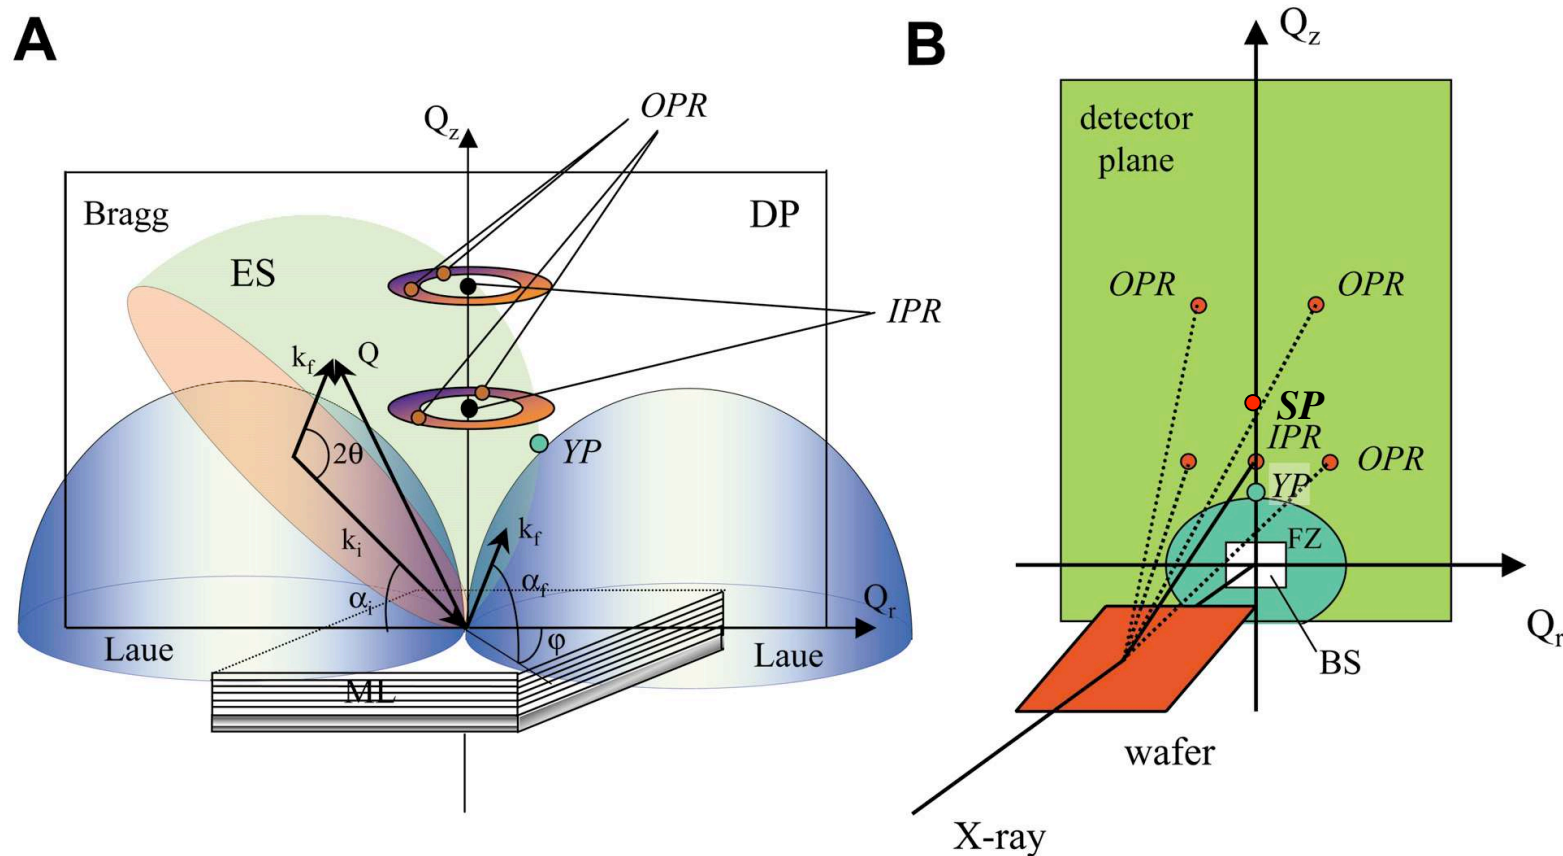 A
Qz
OPR
Bragg
DP
ES
IPR
kf
Q
2θ
YP
ki
kf
αi
αf
Qr
φ
Laue
Laue
ML
B
Qz
detector
plane
OPR
OPR
SP
IPR
OPR
YP
FZ
Qr
BS
wafer
X-ray